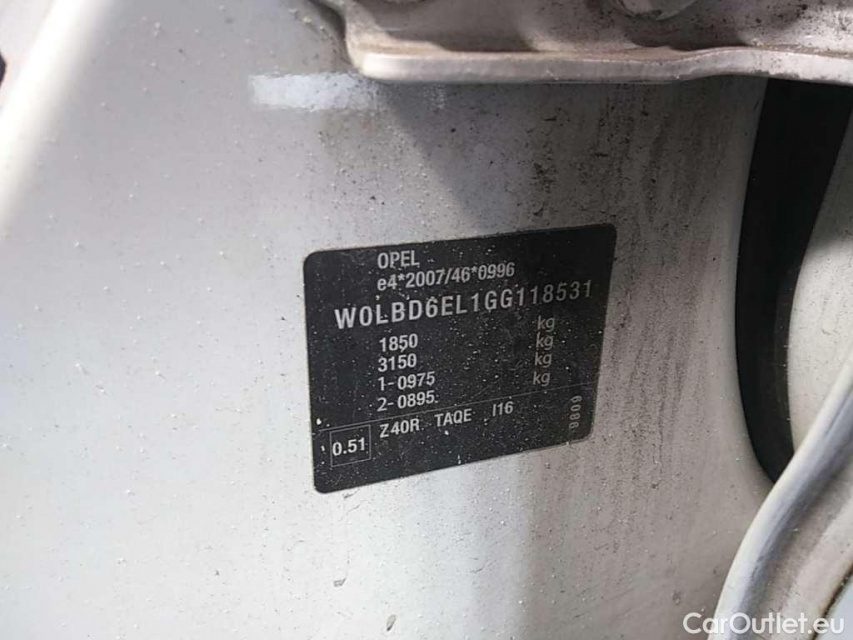 OPEL
e4*2007/46*0996
W0LBD6EL1GG118531
1850 kg
3150 kg
1-0975 kg
2-0895. kg
0.51 Z40R TAQE I16
9809
CarOutlet.eu